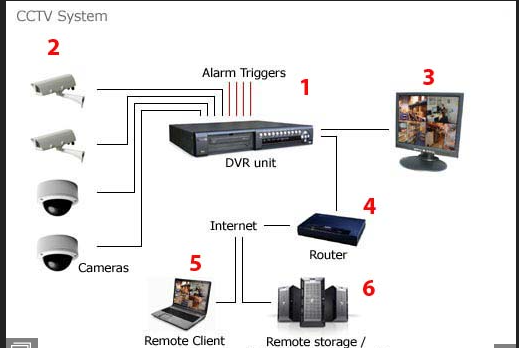 CCTV System
2
Alarm Triggers
1
3
DVR unit
4
Internet
Router
Cameras
5
6
Remote Client
Remote storage /